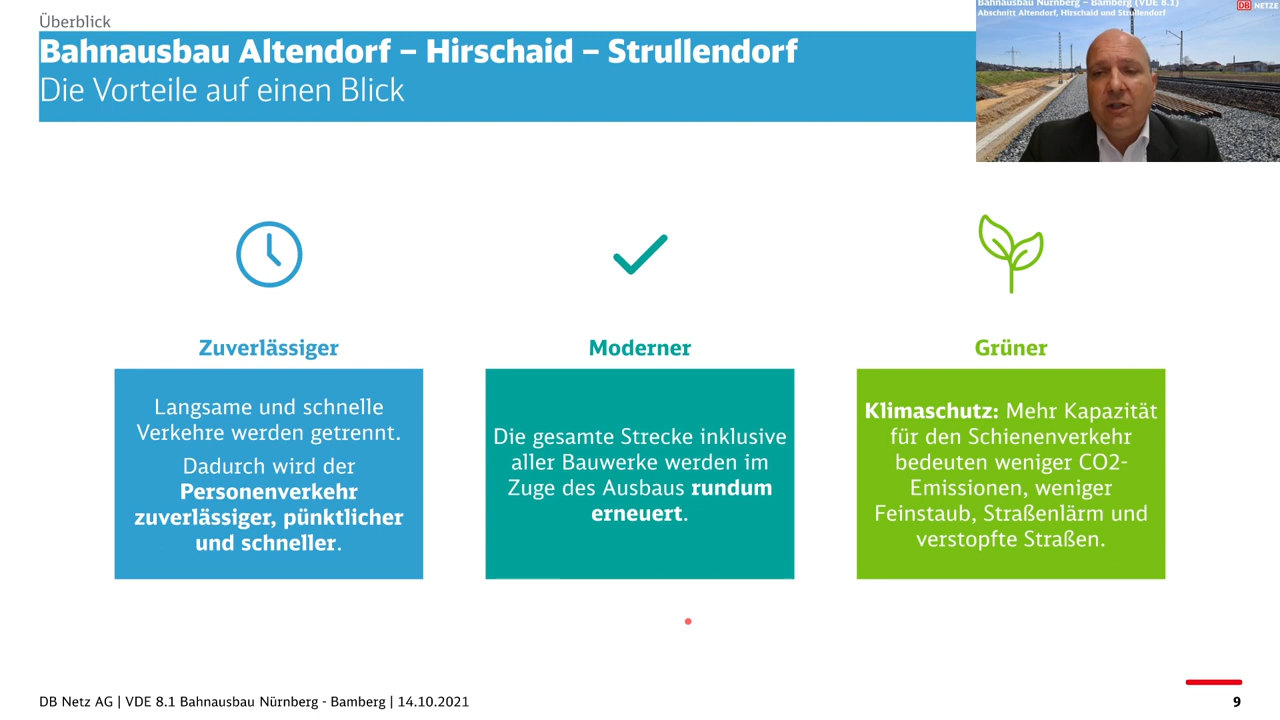 Überblick
Bahnausbau Altendorf – Hirschaid – Strullendorf
Die Vorteile auf einen Blick
Bahnausbau Nürnberg – Bamberg (VDE 8.1)
Abschnitt Altendorf, Hirschaid und Strullendorf
DB NETZE
Zuverlässiger
Langsame und schnelle
Verkehre werden getrennt.
Dadurch wird der
Personenverkehr
zuverlässiger, pünktlicher
und schneller.
Moderner
Die gesamte Strecke inklusive
aller Bauwerke werden im
Zuge des Ausbaus rundum
erneuert.
Grüner
Klimaschutz: Mehr Kapazität
für den Schienenverkehr
bedeuten weniger CO2-
Emissionen, weniger
Feinstaub, Straßenlärm und
verstopfte Straßen.
DB Netz AG | VDE 8.1 Bahnausbau Nürnberg - Bamberg | 14.10.2021
9